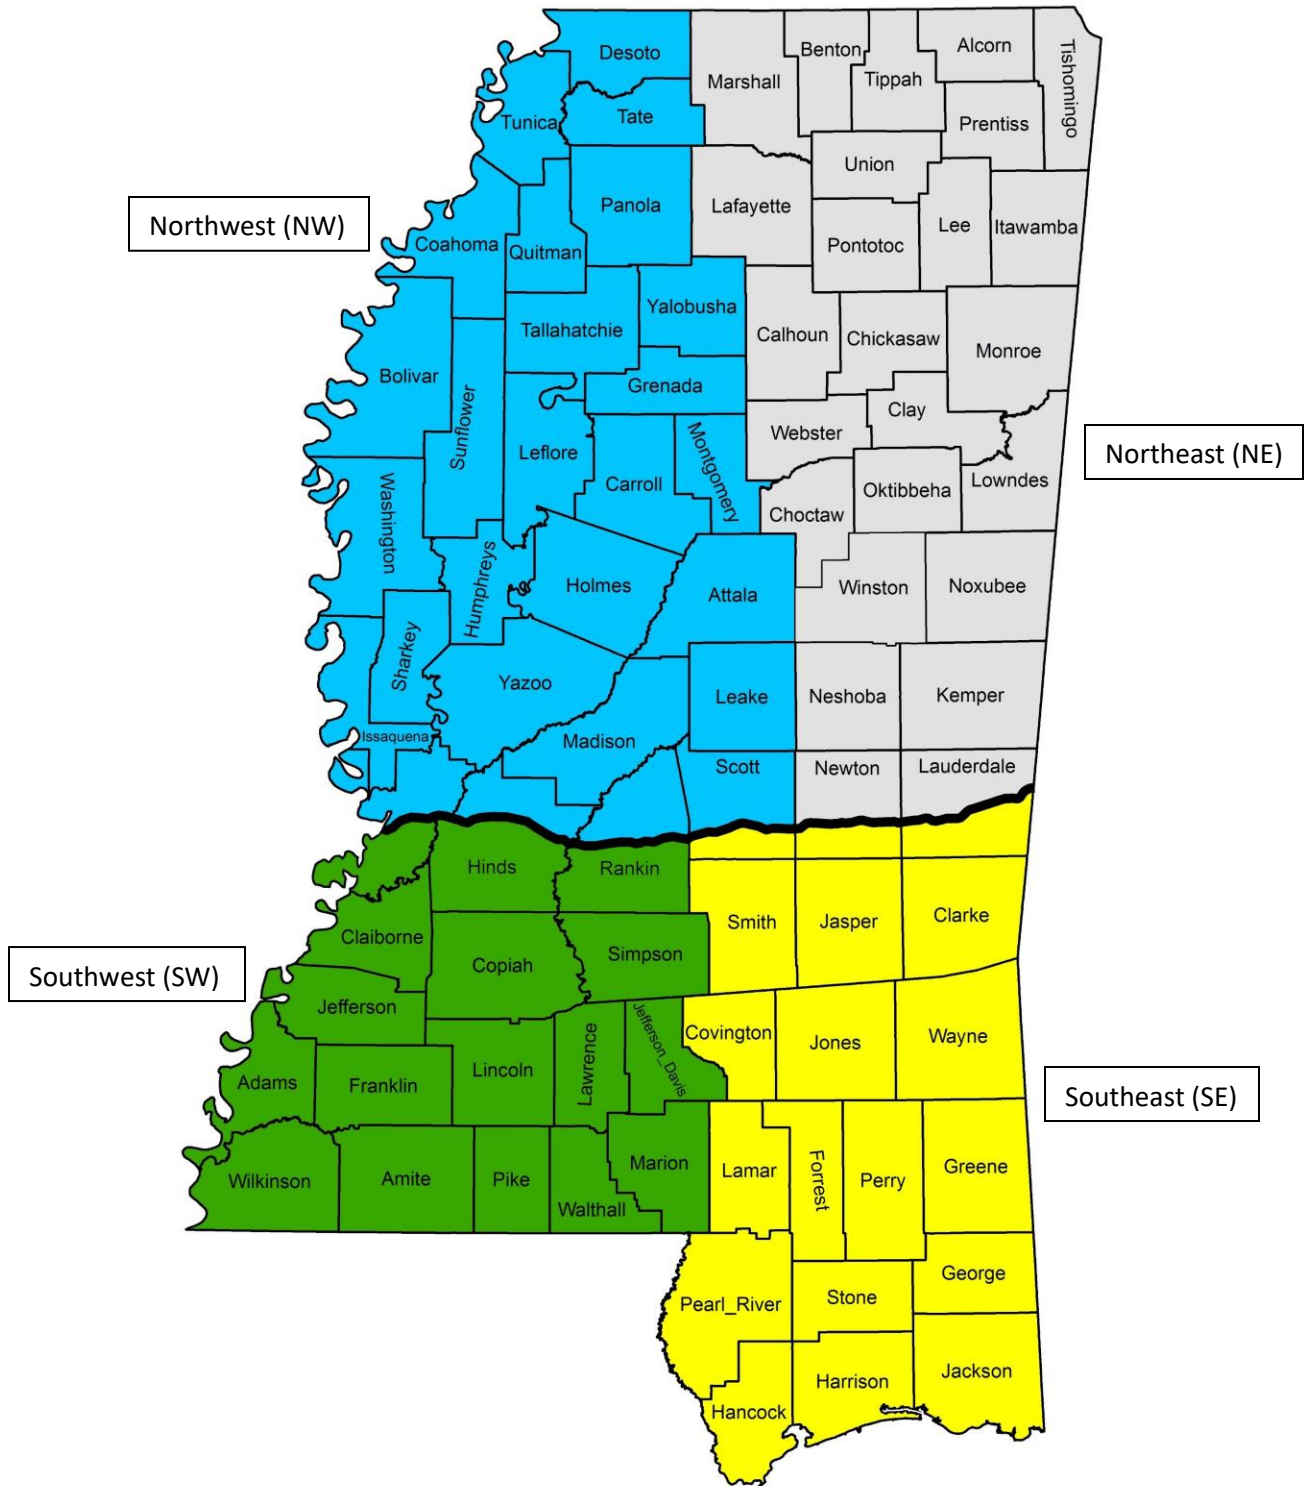 Desoto
Benton
Alcorn
Tishomingo
Marshall
Tippah
Tunica
Tate
Prentiss
Union
Northwest (NW)
Coahoma
Quitman
Panola
Lafayette
Pontotoc
Lee
Itawamba
Tallahatchie
Yalobusha
Calhoun
Chickasaw
Monroe
Bolivar
Sunflower
Grenada
Clay
Webster
Leflore
Carroll
Montgomery
Northeast (NE)
Washington
Choctaw
Oktibbeha
Lowndes
Humphreys
Holmes
Attala
Winston
Noxubee
Sharkey
Yazoo
Leake
Neshoba
Kemper
Issaquena
Madison
Scott
Newton
Lauderdale
Hinds
Rankin
Smith
Jasper
Clarke
Claiborne
Copiah
Simpson
Southwest (SW)
Jefferson
Lawrence
Jefferson_Davis
Covington
Jones
Wayne
Adams
Franklin
Lincoln
Southeast (SE)
Wilkinson
Amite
Pike
Walthall
Marion
Lamar
Forrest
Perry
Greene
Pearl_River
Stone
George
Hancock
Harrison
Jackson